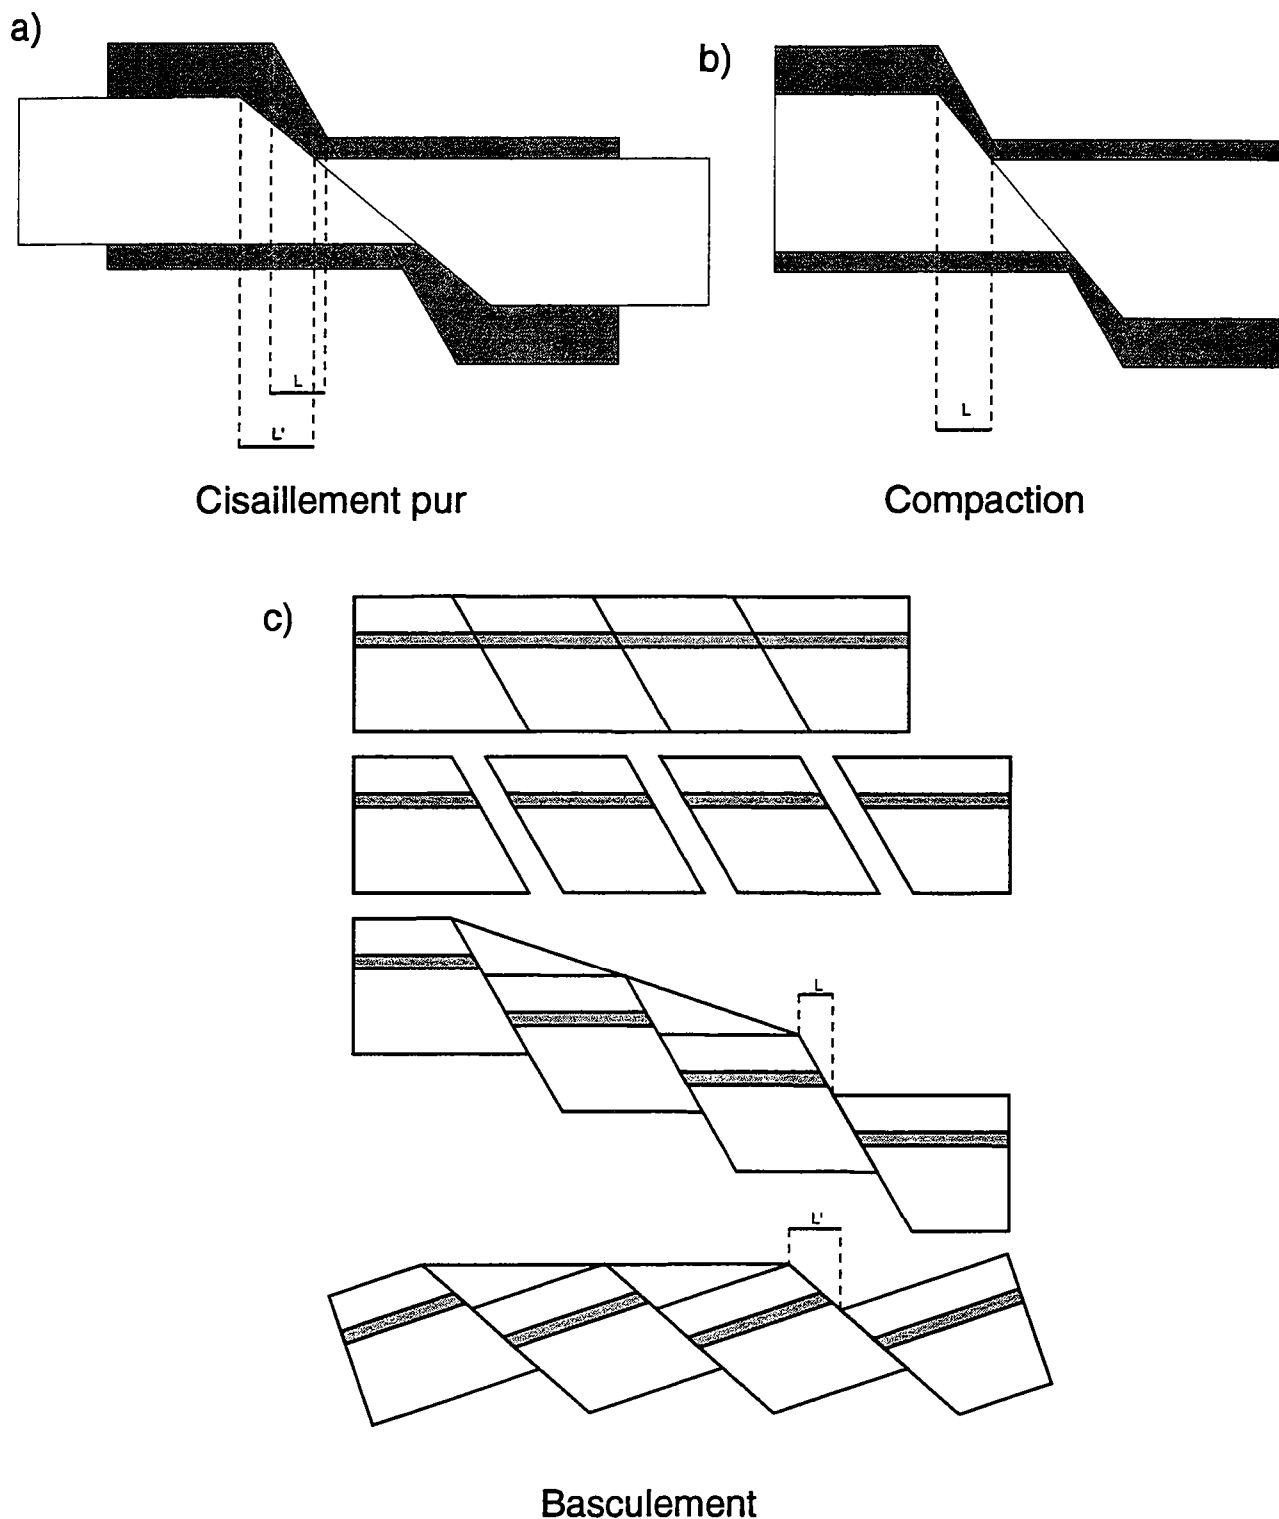 a)
b)
L
L'
L
Cisaillement pur
Compaction
c)
L
L'
Basculement